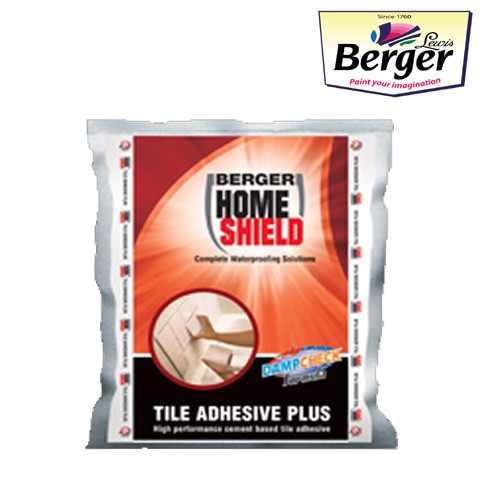 Since 1760
Lewis
Berger
Paint your imagination
BERGER
HOME
SHIELD
Complete Waterproofing Solutions
DAMPCHECK
Formula
TILE ADHESIVE PLUS
High performance cement based tile adhesive